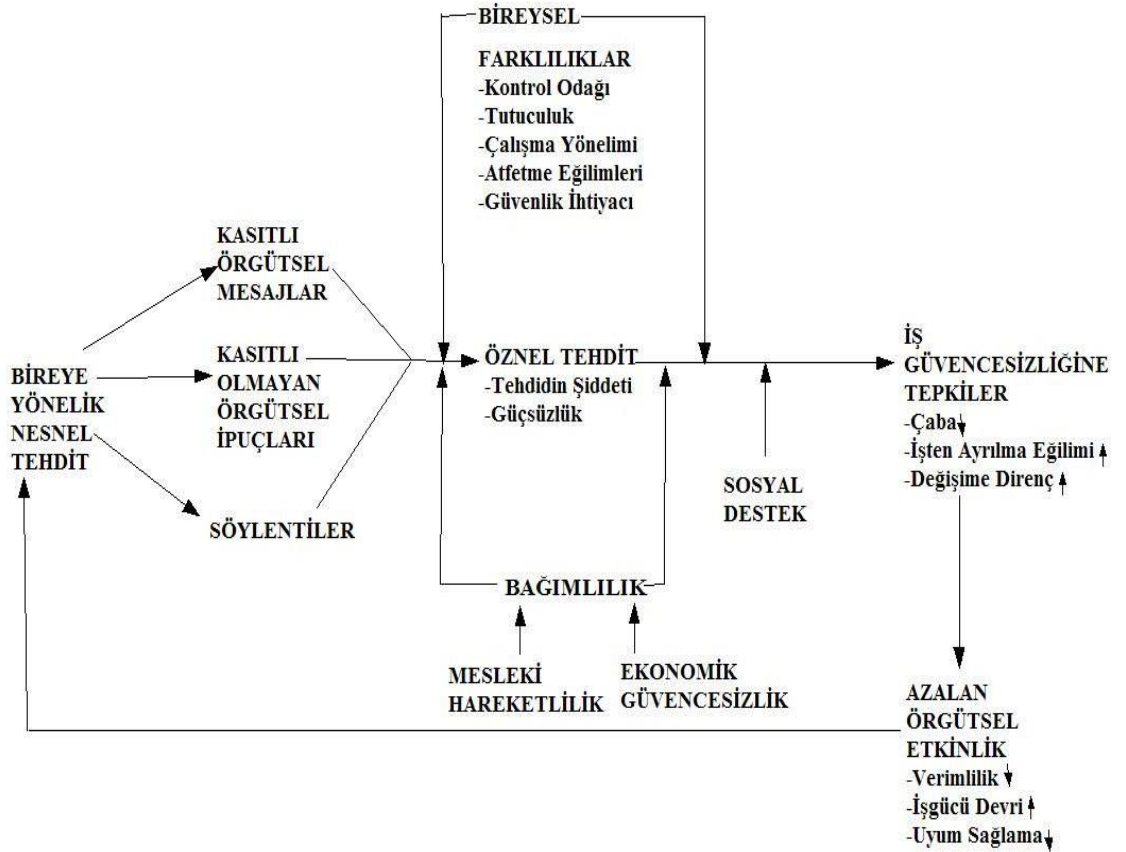 BİREYSEL
FARKLILIKLAR
-Kontrol Odağı
-Tutuculuk
-Çalışma Yönelimi
-Atfetme Eğilimleri
-Güvenlik İhtiyacı
KASITLI
ÖRGÜTSEL
MESAJLAR
BİREYE
YÖNELİK
NESNEL
TEHDİT
KASITLI
OLMAYAN
ÖRGÜTSEL
İPUÇLARI
SÖYLENTİLER
ÖZNEL TEHDİT
-Tehdidin Şiddeti
-Güçsüzlük
SOSYAL
DESTEK
İŞ
GÜVENCESİZLİĞİNE
TEPKİLER
-Çaba
-İşten Ayrılma Eğilimi
-Değişime Direnç
BAĞIMLILIK
MESLEKİ
HAREKETLİLİK
EKONOMİK
GÜVENCESİZLİK
AZALAN
ÖRGÜTSEL
ETKİNLİK
-Verimlilik
-İşgücü Devri
-Uyum Sağlama